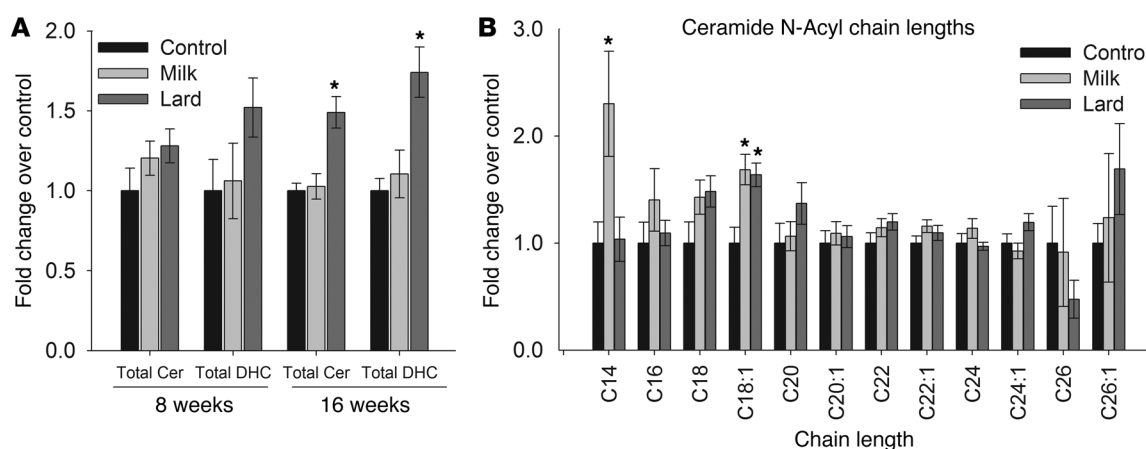 A
Fold change over control
2.0
1.5
1.0
0.5
0.0
Control
Milk
Lard
*
*
Total Cer Total DHC Total Cer Total DHC
8 weeks 16 weeks
B
Ceramide N-Acyl chain lengths
Fold change over control
3.0
2.0
1.0
0.0
Contro
Milk
Lard
*
* *
C14 C16 C18 C18:1 C20 C20:1 C22 C22:1 C24 C24:1 C26 C26:1
Chain length